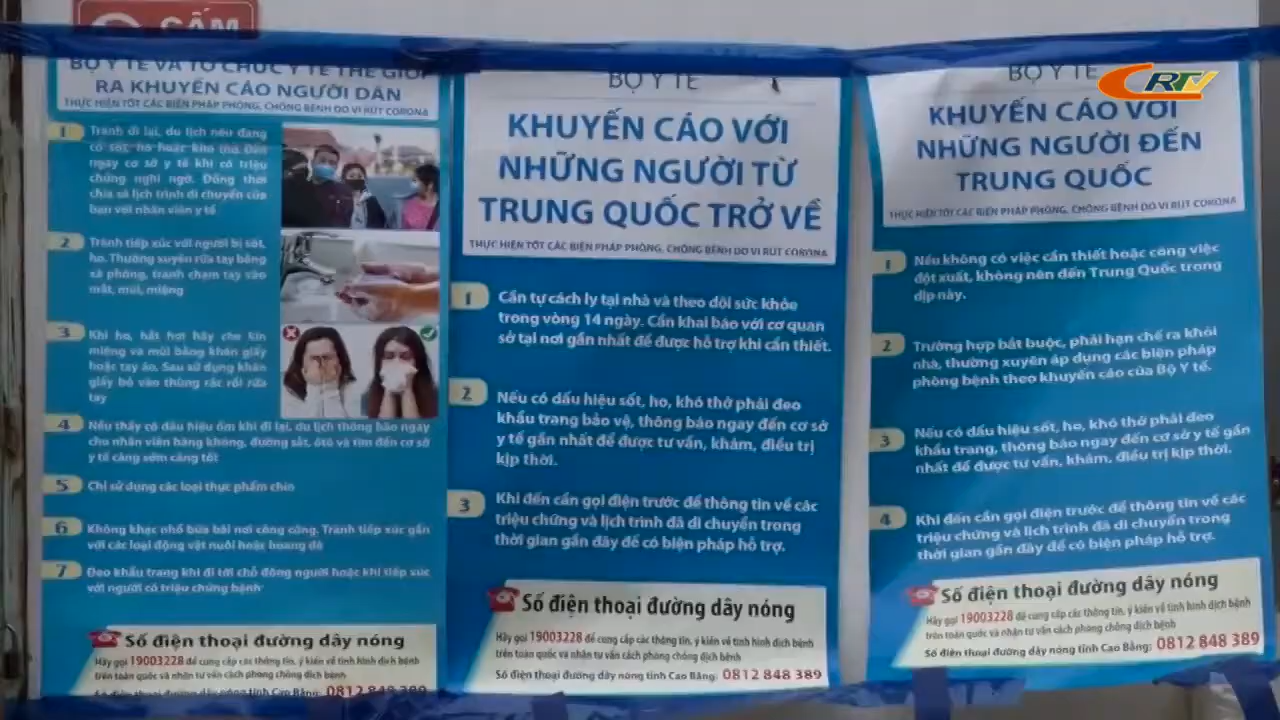 CẤM
CRTV
BỘ Y TẾ VÀ TỔ CHỨC Y TẾ THẾ GIỚI
RA KHUYẾN CÁO NGƯỜI DÂN
THỰC HIỆN TỐT CÁC BIỆN PHÁP PHÒNG, CHỐNG BỆNH DO VI RÚT CORONA
1 Tránh đi lại, du lịch nếu đang
có sốt, ho hoặc khó thở. Đến
ngay cơ sở y tế khi có triệu
chứng nghi ngờ. Đồng thời
chia sẻ lịch trình di chuyển của
bạn với nhân viên y tế
2 Tránh tiếp xúc với người bị sốt,
ho. Thường xuyên rửa tay bằng
xà phòng, tránh chạm tay vào
mắt, mũi, miệng
3 Khi ho, hắt hơi hãy che kín
miệng và mũi bằng khăn giấy
hoặc tay áo. Sau sử dụng khăn
giấy bỏ vào thùng rác rồi rửa
tay
4 Nếu thấy có dấu hiệu ốm khi đi lại, du lịch thông báo ngay
cho nhân viên hàng không, đường sắt, ôtô và tìm đến cơ sở
y tế càng sớm càng tốt
5 Chỉ sử dụng các loại thực phẩm chín
6 Không khạc nhổ bừa bãi nơi công cộng. Tránh tiếp xúc gần
với các loại động vật nuôi hoặc hoang dã
7 Đeo khẩu trang khi đi tới chỗ đông người hoặc khi tiếp xúc
với người có triệu chứng bệnh
Số điện thoại đường dây nóng
Hãy gọi 19003228 để cung cấp các thông tin, ý kiến về tình hình dịch bệnh
trên toàn quốc và nhận tư vấn cách phòng chống dịch bệnh
Số điện thoại đường dây nóng tỉnh Cao Bằng: 0812 848 389
BỘ Y TẾ
KHUYẾN CÁO VỚI
NHỮNG NGƯỜI TỪ
TRUNG QUỐC TRỞ VỀ
THỰC HIỆN TỐT CÁC BIỆN PHÁP PHÒNG, CHỐNG BỆNH DO VI RÚT CORONA
1 Cần tự cách ly tại nhà và theo dõi sức khỏe
trong vòng 14 ngày. Cần khai báo với cơ quan
sở tại nơi gần nhất để được hỗ trợ khi cần thiết.
2 Nếu có dấu hiệu sốt, ho, khó thở phải đeo
khẩu trang bảo vệ, thông báo ngay đến cơ sở
y tế gần nhất để được tư vấn, khám, điều trị
kịp thời.
3 Khi đến cần gọi điện trước để thông tin về các
triệu chứng và lịch trình đã di chuyển trong
thời gian gần đây để có biện pháp hỗ trợ.
Số điện thoại đường dây nóng
Hãy gọi 19003228 để cung cấp các thông tin, ý kiến về tình hình dịch bệnh
trên toàn quốc và nhận tư vấn cách phòng chống dịch bệnh
Số điện thoại đường dây nóng tỉnh Cao Bằng: 0812 848 389
BỘ Y TẾ
KHUYẾN CÁO VỚI
NHỮNG NGƯỜI ĐẾN
TRUNG QUỐC
THỰC HIỆN TỐT CÁC BIỆN PHÁP PHÒNG, CHỐNG BỆNH DO VI RÚT CORONA
1 Nếu không có việc cần thiết hoặc công việc
đột xuất, không nên đến Trung Quốc trong
dịp này.
2 Trường hợp bắt buộc, phải hạn chế ra khỏi
nhà, thường xuyên áp dụng các biện pháp
phòng bệnh theo khuyến cáo của Bộ Y tế.
3 Nếu có dấu hiệu sốt, ho, khó thở phải đeo
khẩu trang, thông báo ngay đến cơ sở y tế gần
nhất để được tư vấn, khám, điều trị kịp thời.
4 Khi đến cần gọi điện trước để thông tin về các
triệu chứng và lịch trình đã di chuyển trong
thời gian gần đây để có biện pháp hỗ trợ.
Số điện thoại đường dây nóng
Hãy gọi 19003228 để cung cấp các thông tin, ý kiến về tình hình dịch bệnh
trên toàn quốc và nhận tư vấn cách phòng chống dịch bệnh
Số điện thoại đường dây nóng tỉnh Cao Bằng: 0812 848 389